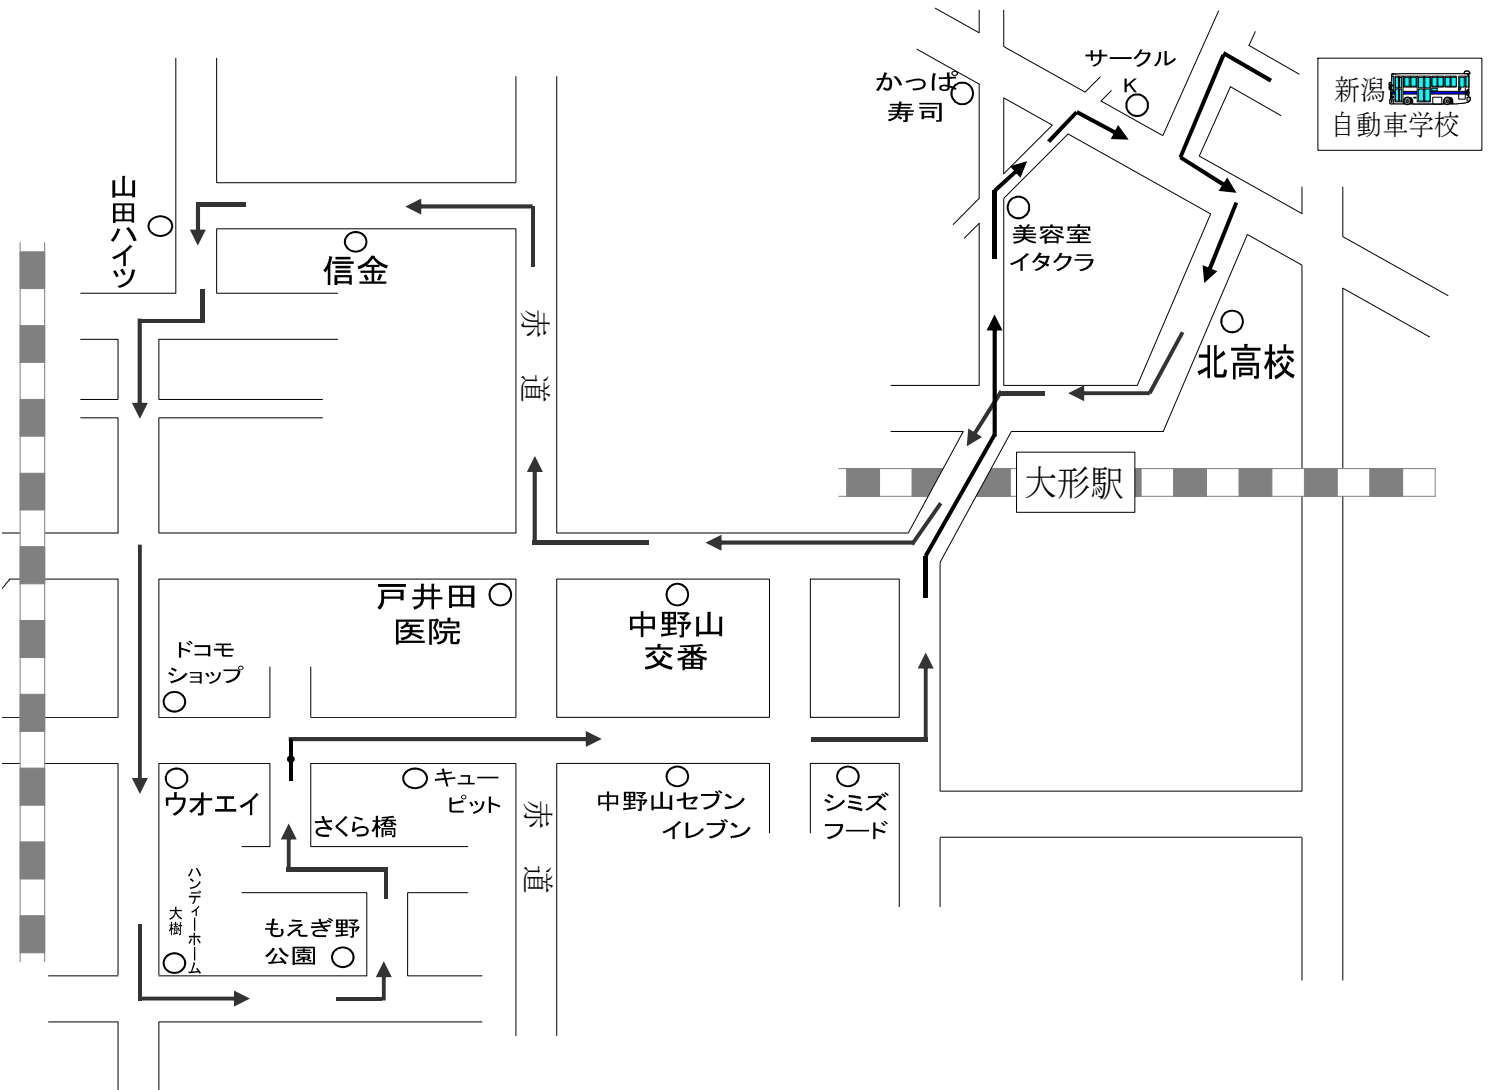 サークル
K
かっぱ
寿司
新潟
自動車学校
山田ハイツ
信金
美容室
イタクラ
赤道
北高校
大形駅
戸井田
医院
中野山
交番
ドコモ
ショップ
ウオエイ
キュー
ピット
さくら橋
中野山セブン
イレブン
シミズ
フード
赤道
ハンディーホーム
大樹
もえぎ野
公園